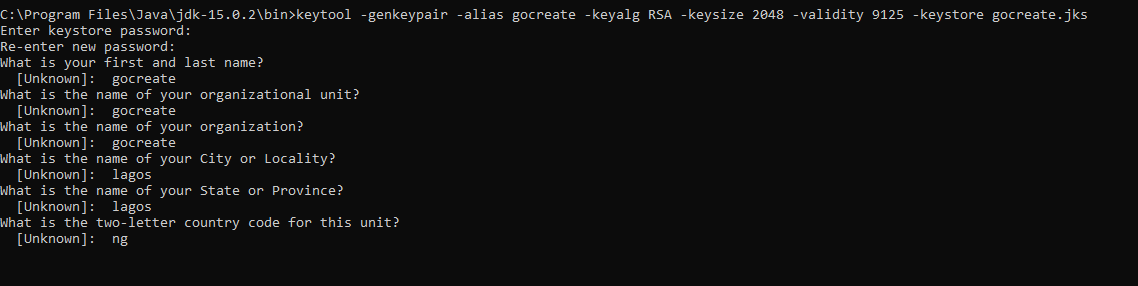 C:\Program Files\Java\jdk-15.0.2\bin>keytool -genkeypair -alias gocreate -keyalg RSA -keysize 2048 -validity 9125 -keystore gocreate.jks
Enter keystore password:
Re-enter new password:
What is your first and last name?
  [Unknown]:  gocreate
What is the name of your organizational unit?
  [Unknown]:  gocreate
What is the name of your organization?
  [Unknown]:  gocreate
What is the name of your City or Locality?
  [Unknown]:  lagos
What is the name of your State or Province?
  [Unknown]:  lagos
What is the two-letter country code for this unit?
  [Unknown]:  ng